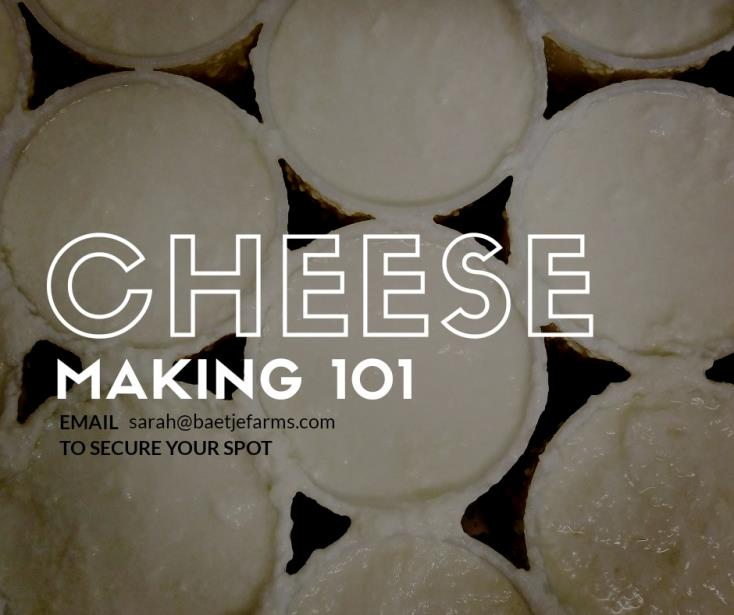 CHEESE
MAKING 101
EMAIL sarah@baetjefarms.com
TO SECURE YOUR SPOT